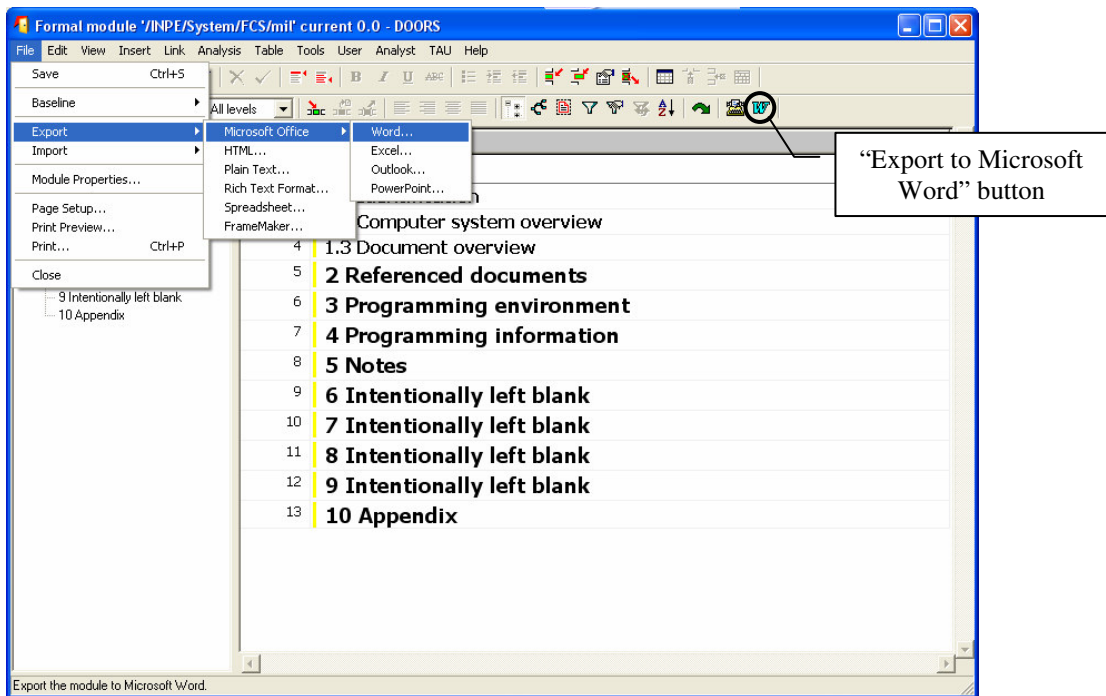 Formal module '/INPE/System/FCS/mil' current 0.0 - DOORS
File Edit View Insert Link Analysis Table Tools User Analyst TAU Help
Save Ctrl+S
Baseline
Export
Import
Module Properties...
Page Setup...
Print Preview...
Print... Ctrl+P
Close
Microsoft Office
HTML...
Plain Text...
Rich Text Format...
Spreadsheet...
FrameMaker...
Word...
Excel...
Outlook...
PowerPoint...
All levels
B I U ABC
W
“Export to Microsoft
Word” button
9 Intentionally left blank
10 Appendix
Computer system overview
4 1.3 Document overview
5 2 Referenced documents
6 3 Programming environment
7 4 Programming information
8 5 Notes
9 6 Intentionally left blank
10 7 Intentionally left blank
11 8 Intentionally left blank
12 9 Intentionally left blank
13 10 Appendix
Export the module to Microsoft Word.